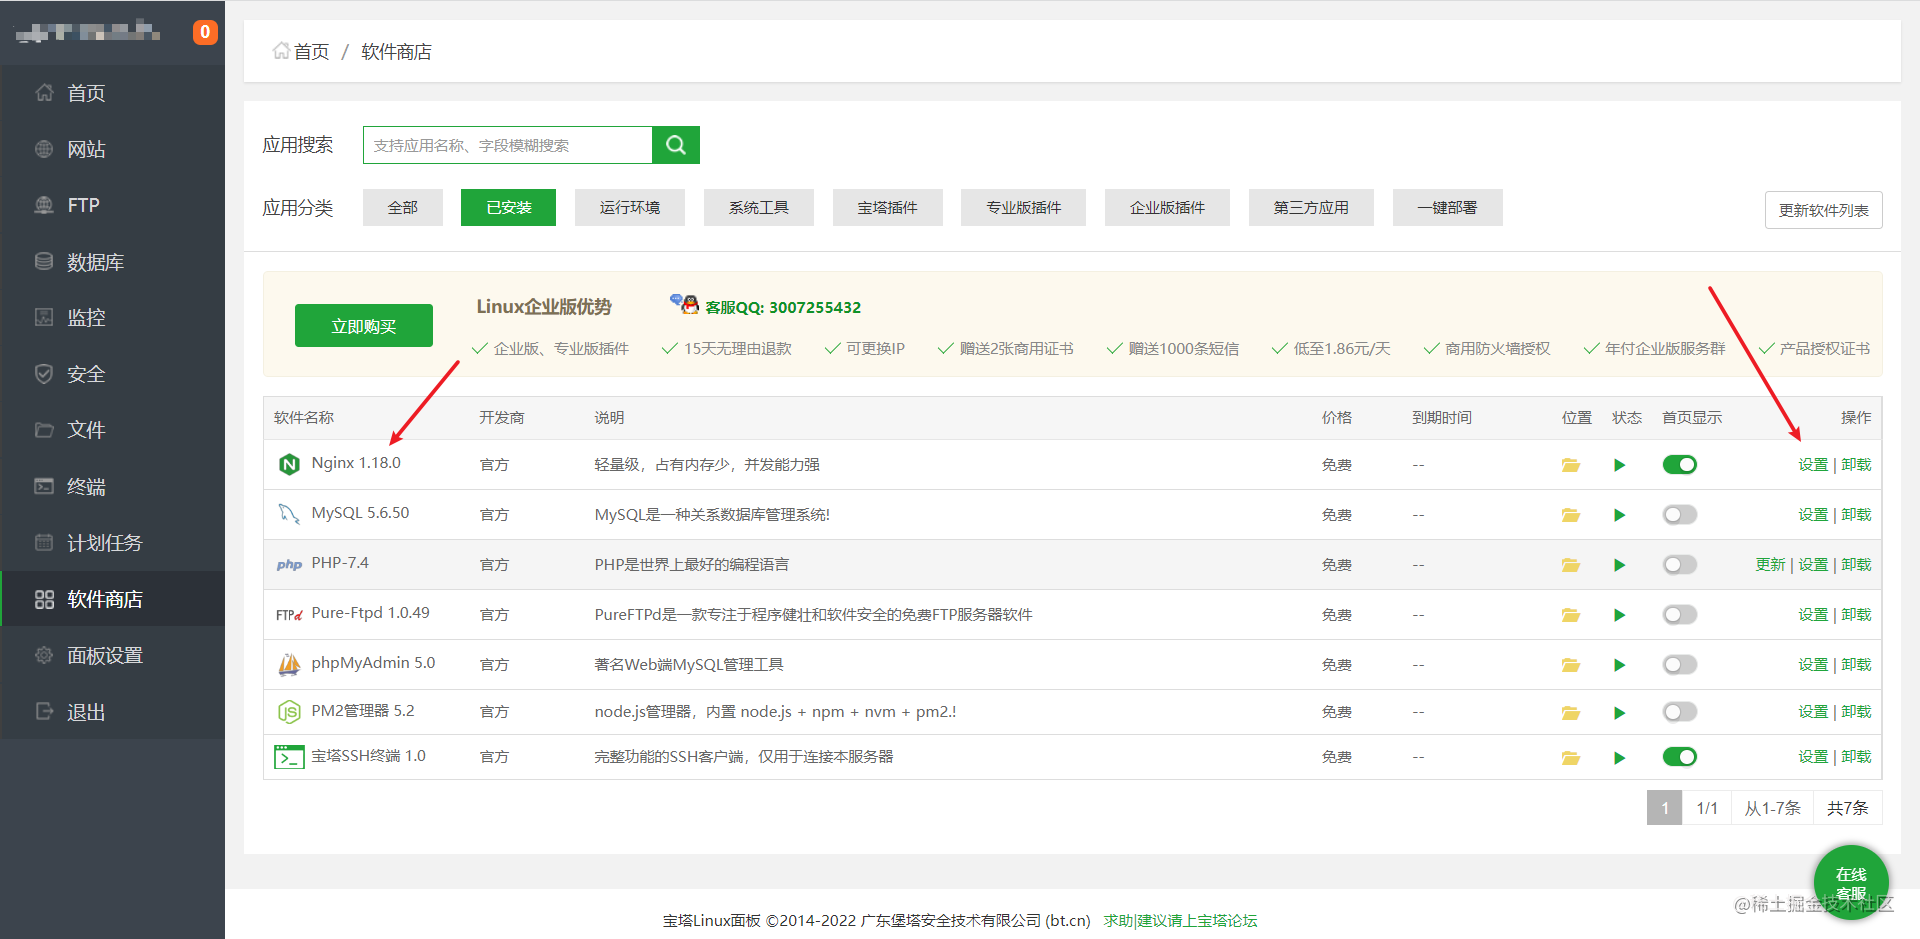 0
首页
网站
FTP
数据库
监控
安全
文件
终端
计划任务
软件商店
面板设置
退出
首页 / 软件商店
应用搜索 支持应用名称、字段模糊搜索
应用分类 全部 已安装 运行环境 系统工具 宝塔插件 专业版插件 企业版插件 第三方应用 一键部署 更新软件列表
立即购买
Linux企业版优势 客服QQ: 3007255432
企业版、专业版插件 15天无理由退款 可更换IP 赠送2张商用证书 赠送1000条短信 低至1.86元/天 商用防火墙授权 年付企业版服务群 产品授权证书
软件名称 开发商 说明 价格 到期时间 位置 状态 首页显示 操作
N Nginx 1.18.0 官方 轻量级，占有内存少，并发能力强 免费 -- 设置 | 卸载
MySQL 5.6.50 官方 MySQL是一种关系数据库管理系统! 免费 -- 设置 | 卸载
php PHP-7.4 官方 PHP是世界上最好的编程语言 免费 -- 更新 | 设置 | 卸载
FTPd Pure-Ftpd 1.0.49 官方 PureFTPd是一款专注于程序健壮和软件安全的免费FTP服务器软件 免费 -- 设置 | 卸载
phpMyAdmin 5.0 官方 著名Web端MySQL管理工具 免费 -- 设置 | 卸载
JS PM2管理器 5.2 官方 node.js管理器，内置 node.js + npm + nvm + pm2.! 免费 -- 设置 | 卸载
>_ 宝塔SSH终端 1.0 官方 完整功能的SSH客户端，仅用于连接本服务器 免费 -- 设置 | 卸载
1 1/1 从1-7条 共7条
在线
客服
@稀土掘金技术社区
宝塔Linux面板 ©2014-2022 广东堡塔安全技术有限公司 (bt.cn) 求助|建议请上宝塔论坛